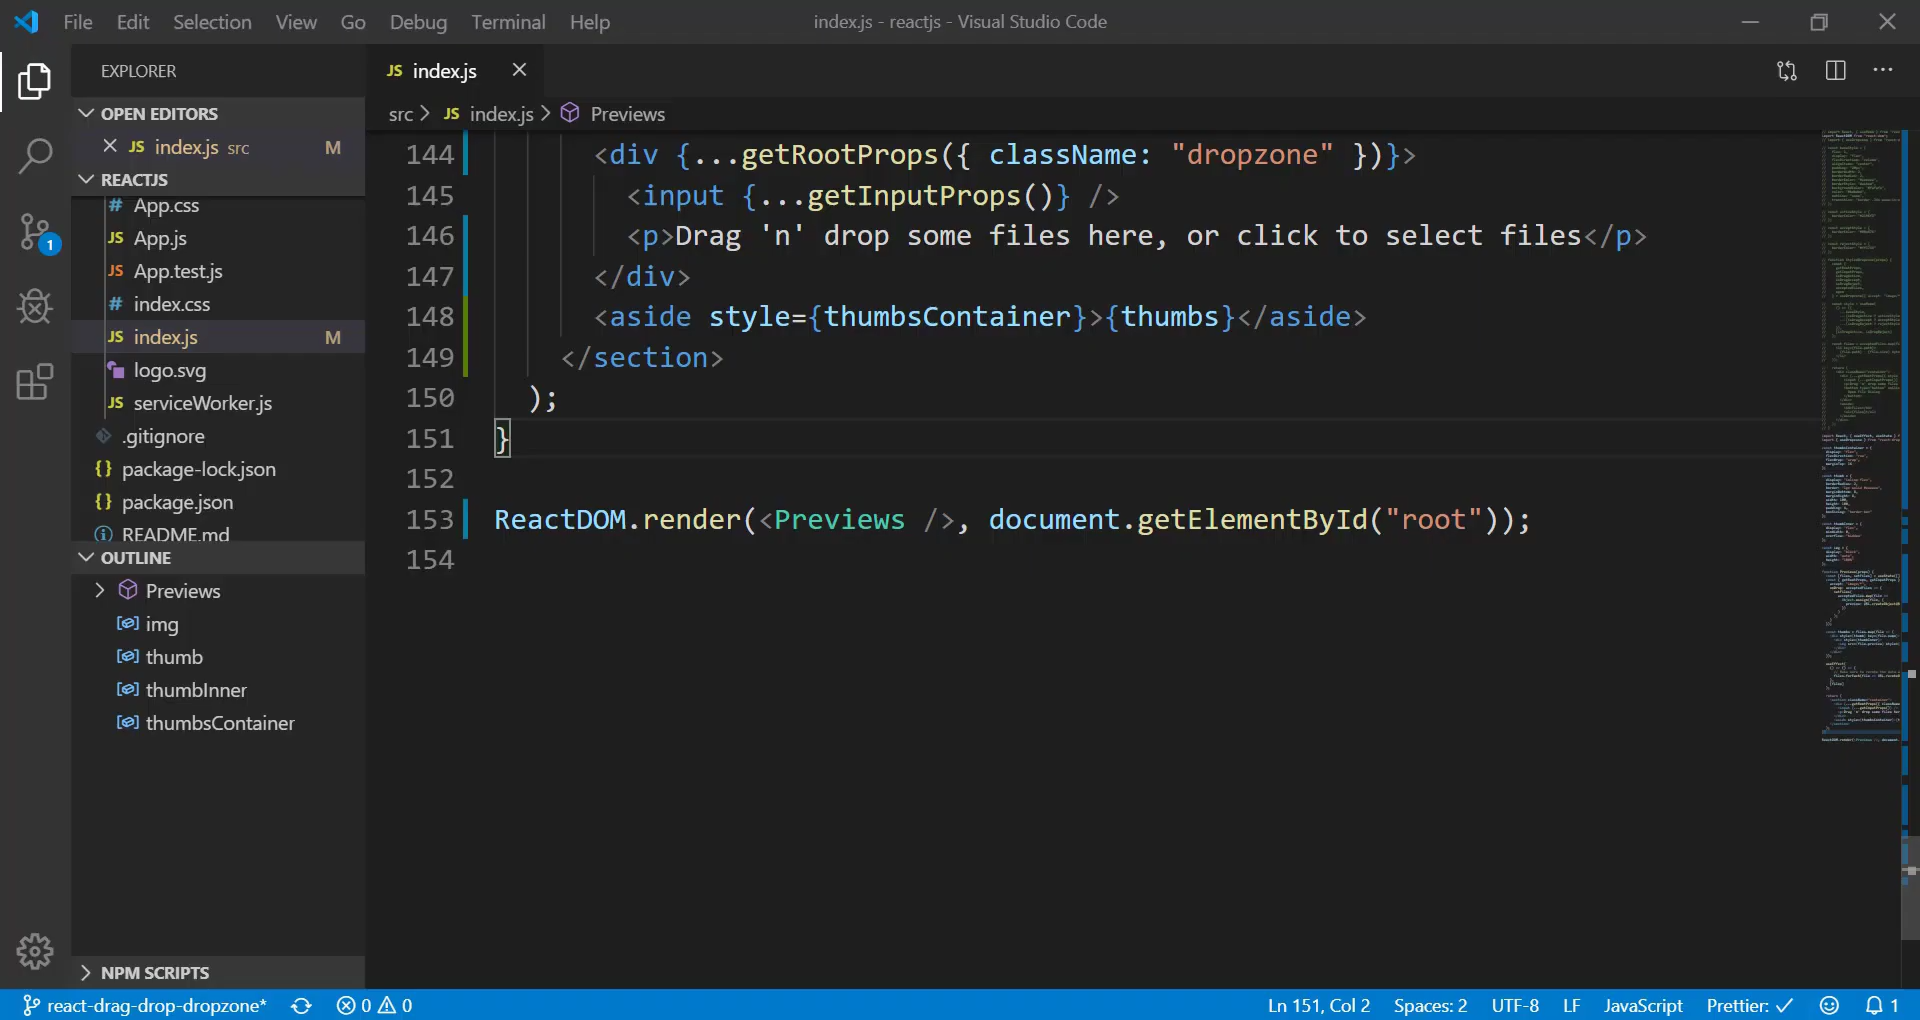 File Edit Selection View Go Debug Terminal Help
index.js - reactjs - Visual Studio Code
EXPLORER
OPEN EDITORS
JS index.js src M
REACTJS
# App.css
JS App.js
JS App.test.js
# index.css
JS index.js M
logo.svg
JS serviceWorker.js
.gitignore
{} package-lock.json
{} package.json
README.md
OUTLINE
Previews
img
thumb
thumbInner
thumbsContainer
NPM SCRIPTS
1
JS index.js
src > JS index.js > Previews
144 <div {...getRootProps({ className: "dropzone" })}>
145 <input {...getInputProps()} />
146 <p>Drag 'n' drop some files here, or click to select files</p>
147 </div>
148 <aside style={thumbsContainer}>{thumbs}</aside>
149 </section>
150 );
151 }
152
153 ReactDOM.render(<Previews />, document.getElementById("root"));
154
react-drag-drop-dropzone* 0 0 Ln 151, Col 2 Spaces: 2 UTF-8 LF JavaScript Prettier: ✓ 1